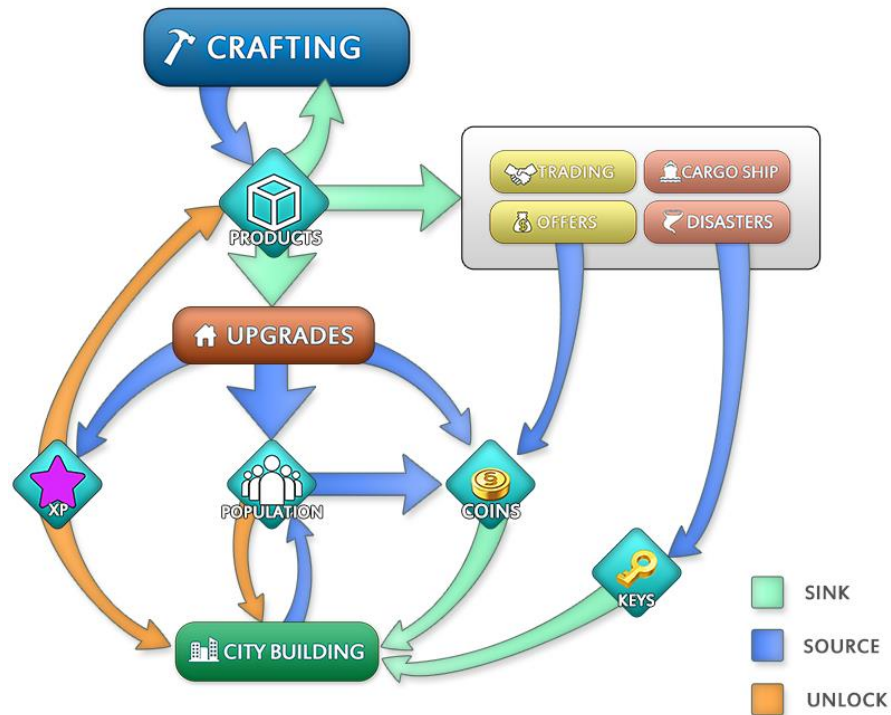 CRAFTING
TRADING
CARGO SHIP
OFFERS
DISASTERS
PRODUCTS
UPGRADES
XP
POPULATION
COINS
KEYS
CITY BUILDING
SINK
SOURCE
UNLOCK